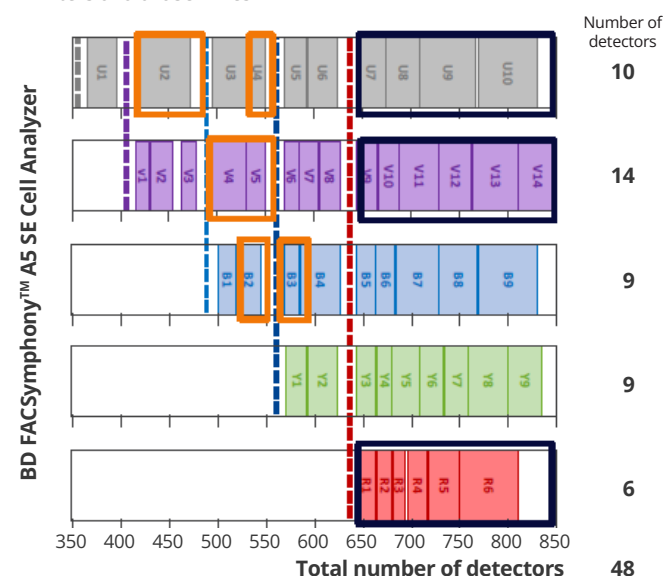 Number of
detectors
U1 U2 U3 U4 U5 U6 U7 U8 U9 U10
10
V1 V2 V3 V4 V5 V6 V7 V8 V9 V10 V11 V12 V13 V14
14
B1 B2 B3 B4 B5 B6 B7 B8 B9
9
Y1 Y2 Y3 Y4 Y5 Y6 Y7 Y8 Y9
9
R1 R2 R3 R4 R5 R6
6
BD FACSymphony™ A5 SE Cell Analyzer
350 400 450 500 550 600 650 700 750 800 850
Total number of detectors 48